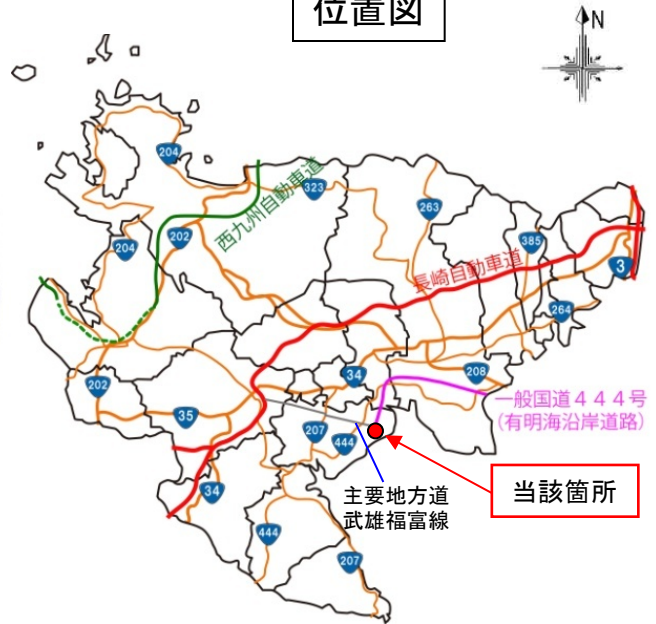 位置図
N
204
323
西九州自動車道
263
202
204
385
長崎自動車道
3
264
34
208
202
一般国道４４４号
(有明海沿岸道路)
35
207
444
当該箇所
34
主要地方道
武雄福富線
444
207